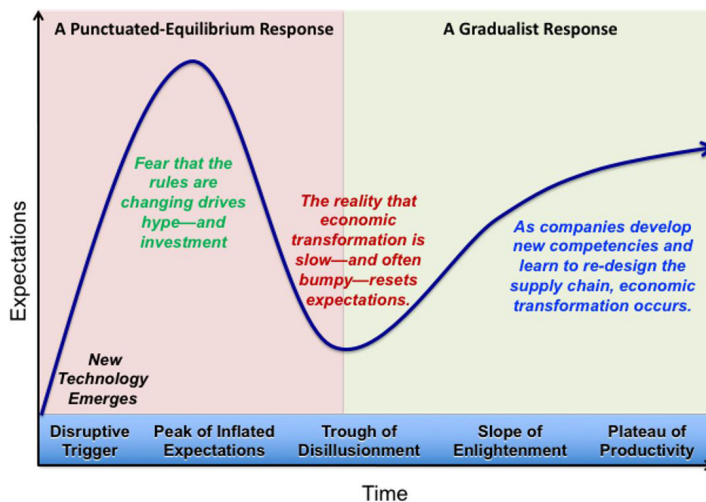 A Punctuated-Equilibrium Response
A Gradualist Response
Fear that the
rules are
changing drives
hype—and
investment
The reality that
economic
transformation is
slow—and often
bumpy—resets
expectations.
As companies develop
new competencies and
learn to re-design the
supply chain, economic
transformation occurs.
Expectations
New
Technology
Emerges
Disruptive
Trigger
Peak of Inflated
Expectations
Trough of
Disillusionment
Slope of
Enlightenment
Plateau of
Productivity
Time